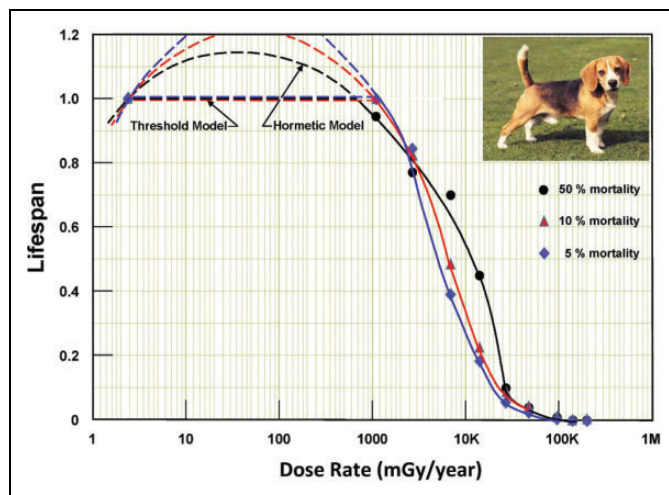 1.2
1.0
0.8
0.6
0.4
0.2
0
Lifespan
Threshold Model
Hormetic Model
50 % mortality
10 % mortality
5 % mortality
1
10
100
1000
10K
100K
1M
Dose Rate (mGy/year)